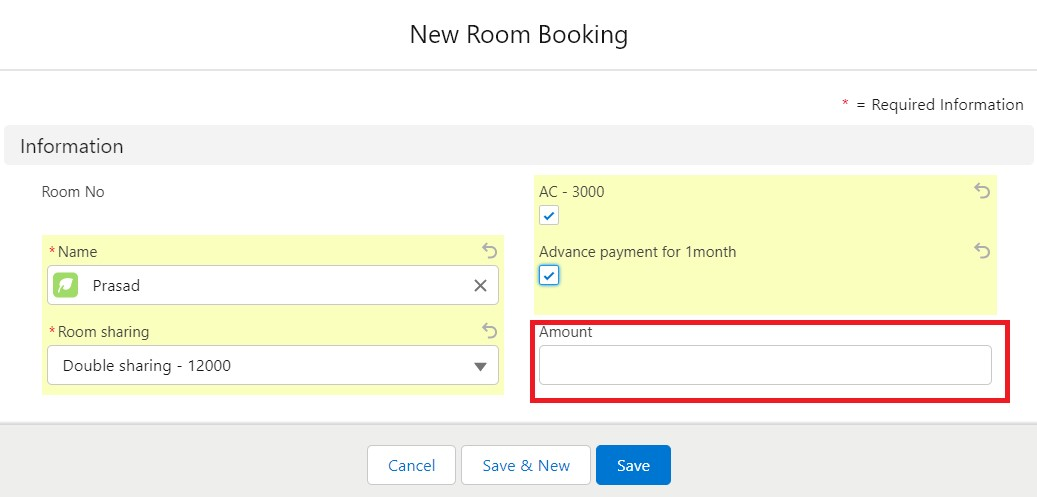 New Room Booking
* = Required Information
Information
Room No
* Name
Prasad
* Room sharing
Double sharing - 12000
AC - 3000
Advance payment for 1month
Amount
Cancel
Save & New
Save